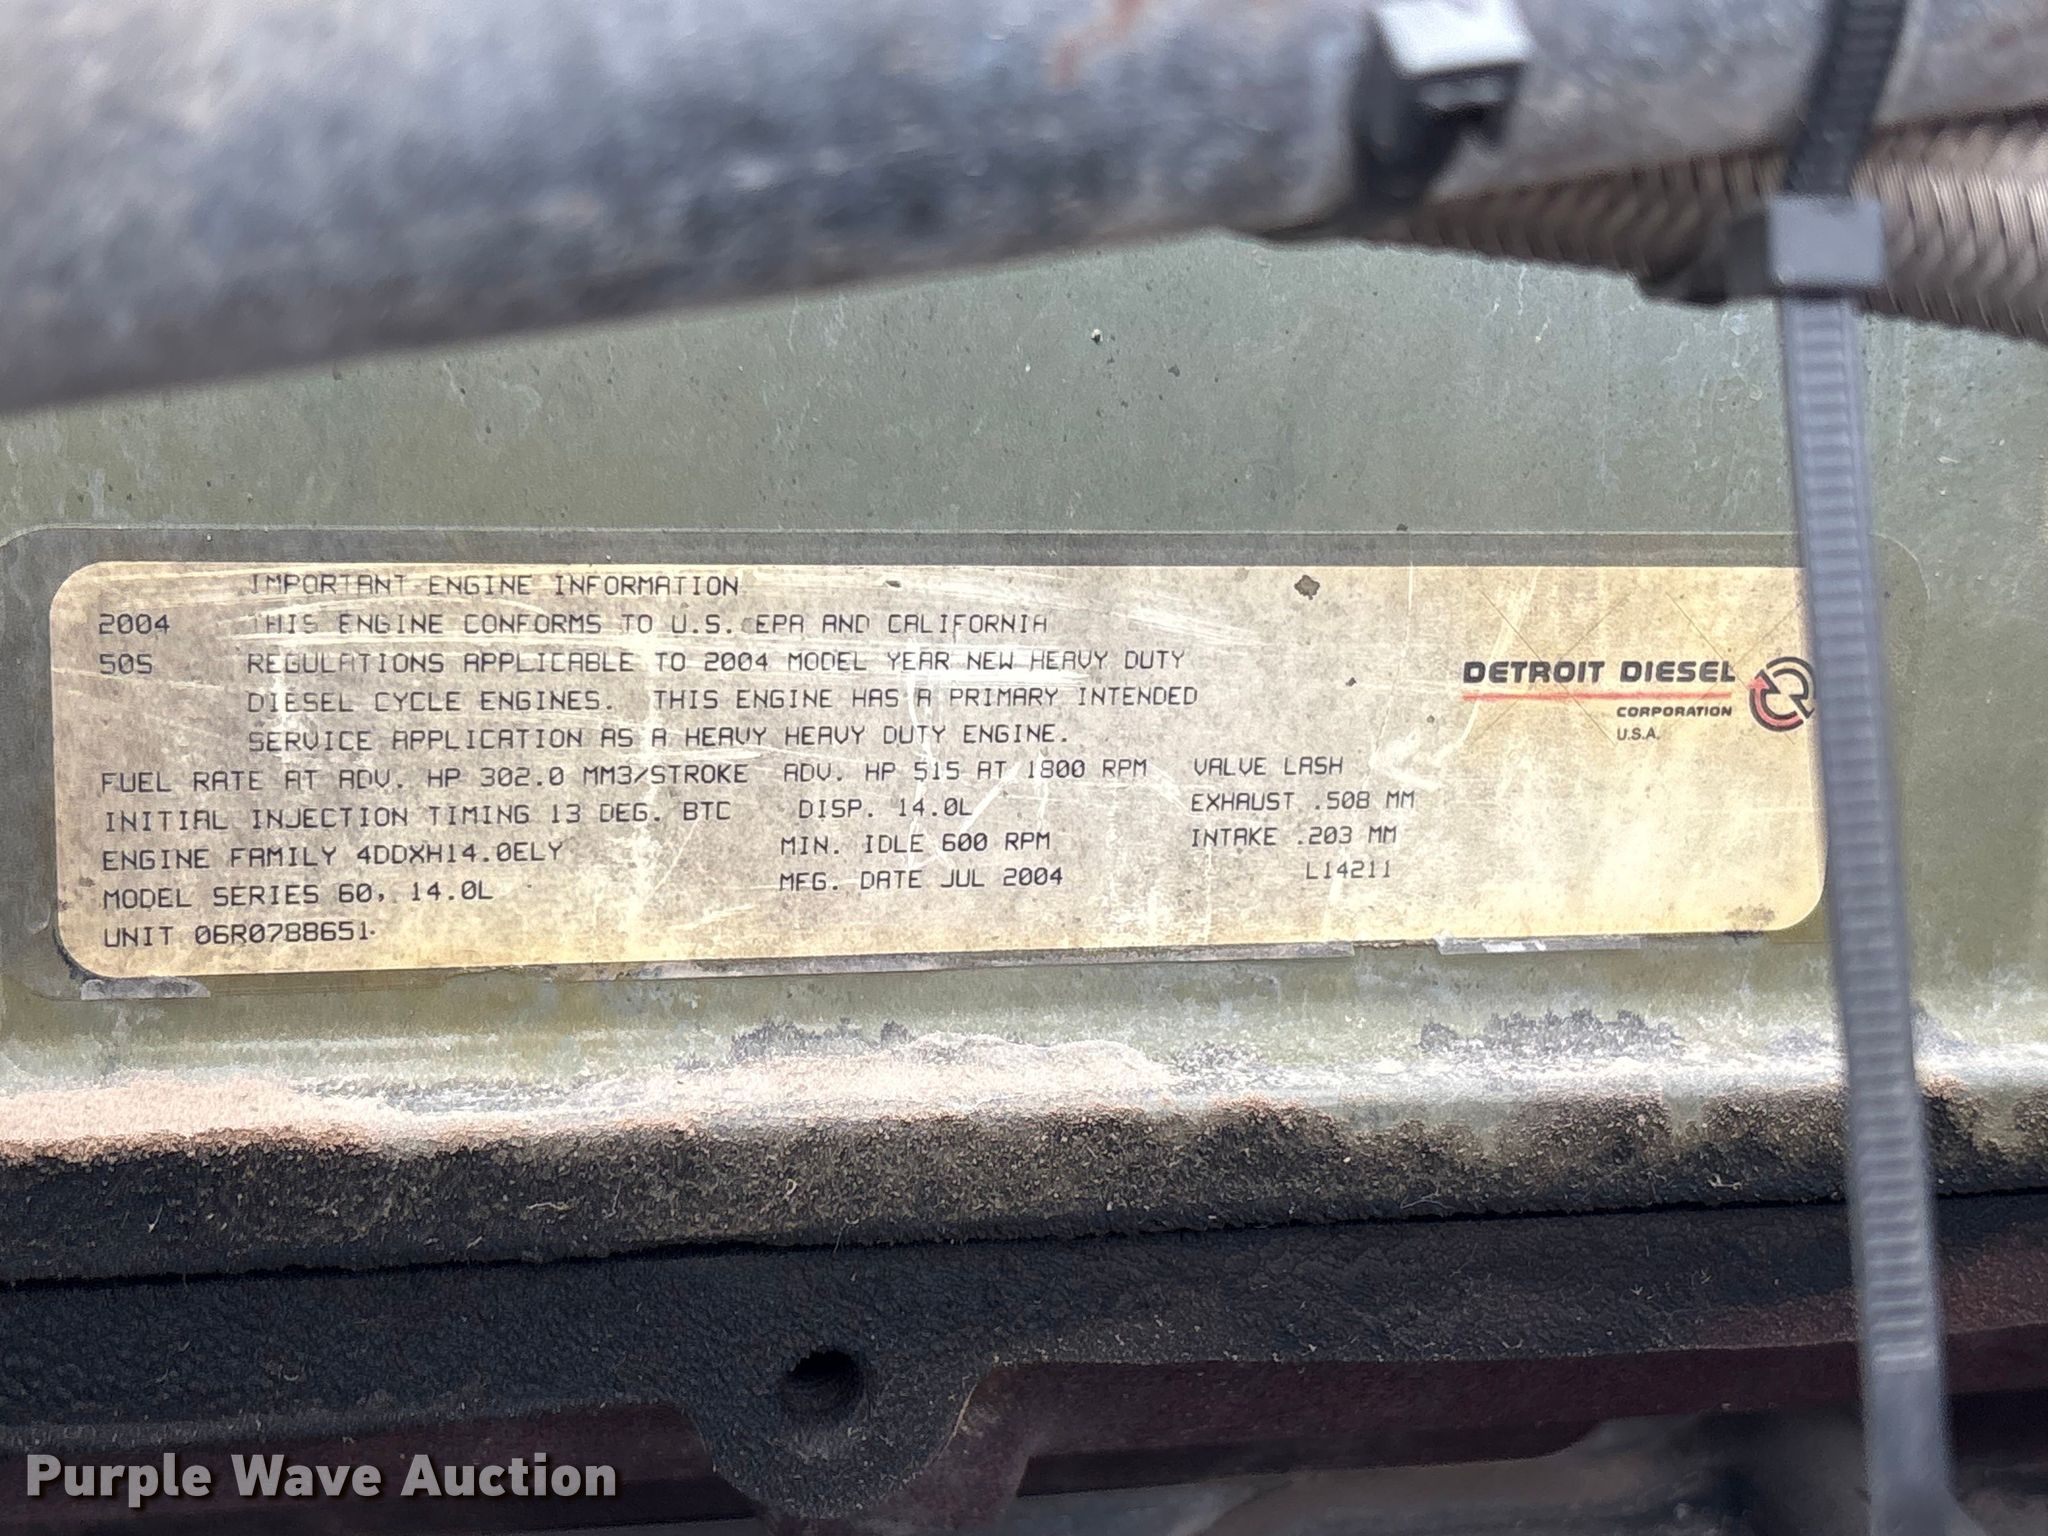 IMPORTANT ENGINE INFORMATION
2004 THIS ENGINE CONFORMS TO U.S. EPA AND CALIFORNIA
50S REGULATIONS APPLICABLE TO 2004 MODEL YEAR NEW HEAVY DUTY
DIESEL CYCLE ENGINES. THIS ENGINE HAS A PRIMARY INTENDED
SERVICE APPLICATION AS A HEAVY HEAVY DUTY ENGINE.
FUEL RATE AT ADV. HP 302.0 MM3/STROKE ADV. HP 515 AT 1800 RPM VALVE LASH
INITIAL INJECTION TIMING 13 DEG. BTC DISP. 14.0L EXHAUST .508 MM
ENGINE FAMILY 4DDXH14.0ELY MIN. IDLE 600 RPM INTAKE .203 MM
MODEL SERIES 60, 14.0L MFG. DATE JUL 2004 L14211
UNIT 06R0788651
DETROIT DIESEL
CORPORATION
U.S.A.
Purple Wave Auction